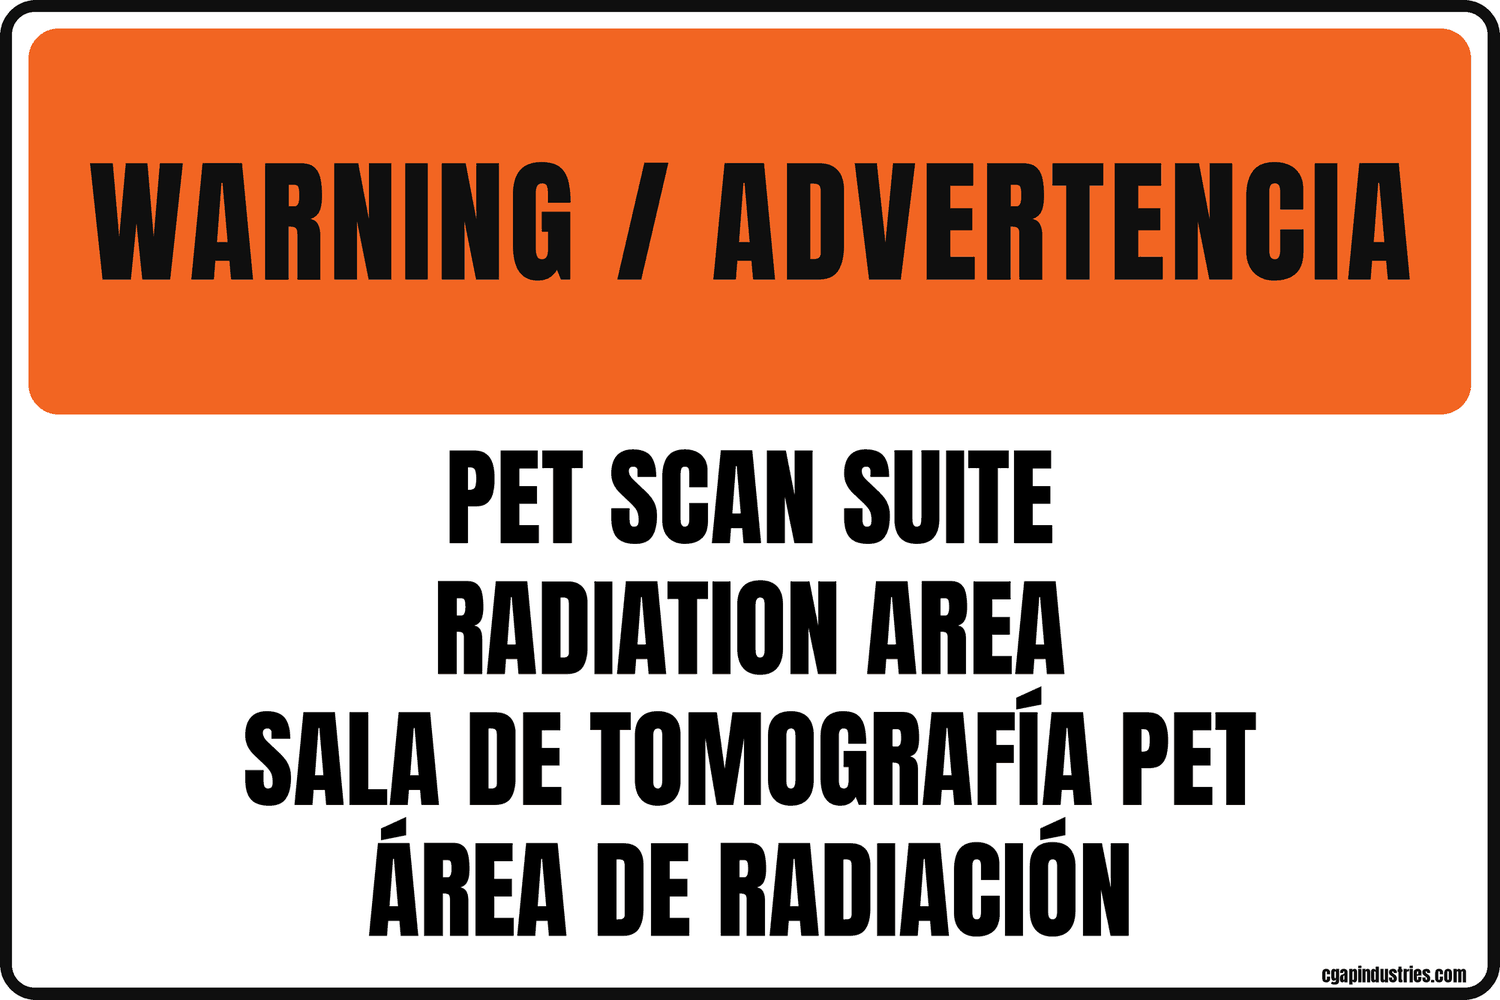 WARNING / ADVERTENCIA
PET SCAN SUITE
RADIATION AREA
SALA DE TOMOGRAFÍA PET
ÁREA DE RADIACIÓN
cgapindustries.com